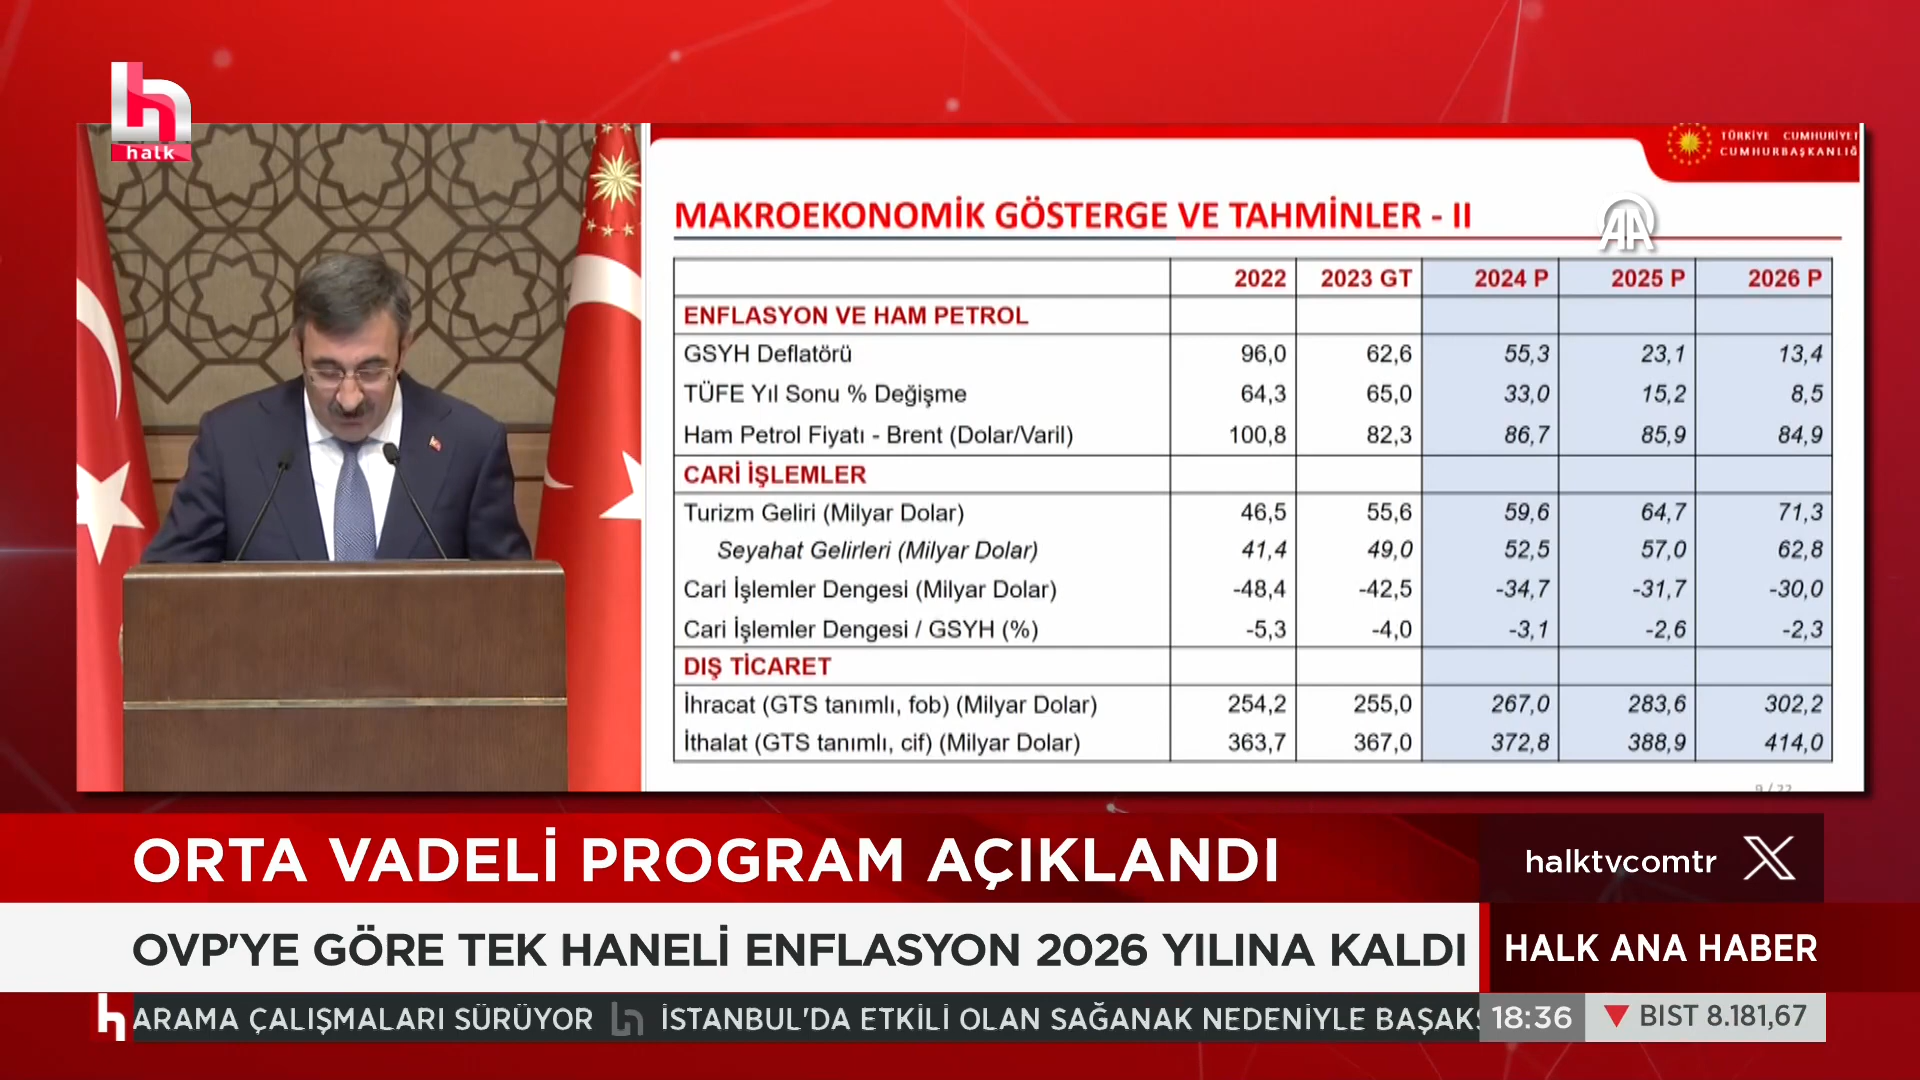 halk
TÜRKİYE CUMHURİYET
CUMHURBAŞKANLIĞ
MAKROEKONOMİK GÖSTERGE VE TAHMİNLER - II
AA
2022 2023 GT 2024 P 2025 P 2026 P
ENFLASYON VE HAM PETROL
GSYH Deflatörü 96,0 62,6 55,3 23,1 13,4
TÜFE Yıl Sonu % Değişme 64,3 65,0 33,0 15,2 8,5
Ham Petrol Fiyatı - Brent (Dolar/Varil) 100,8 82,3 86,7 85,9 84,9
CARİ İŞLEMLER
Turizm Geliri (Milyar Dolar) 46,5 55,6 59,6 64,7 71,3
Seyahat Gelirleri (Milyar Dolar) 41,4 49,0 52,5 57,0 62,8
Cari İşlemler Dengesi (Milyar Dolar) -48,4 -42,5 -34,7 -31,7 -30,0
Cari İşlemler Dengesi / GSYH (%) -5,3 -4,0 -3,1 -2,6 -2,3
DIŞ TİCARET
İhracat (GTS tanımlı, fob) (Milyar Dolar) 254,2 255,0 267,0 283,6 302,2
İthalat (GTS tanımlı, cif) (Milyar Dolar) 363,7 367,0 372,8 388,9 414,0
9 / 22
ORTA VADELİ PROGRAM AÇIKLANDI
halktvcomtr X
OVP'YE GÖRE TEK HANELİ ENFLASYON 2026 YILINA KALDI
HALK ANA HABER
ARAMA ÇALIŞMALARI SÜRÜYOR İSTANBUL'DA ETKİLİ OLAN SAĞANAK NEDENİYLE BAŞAKŞ 18:36 BIST 8.181,67